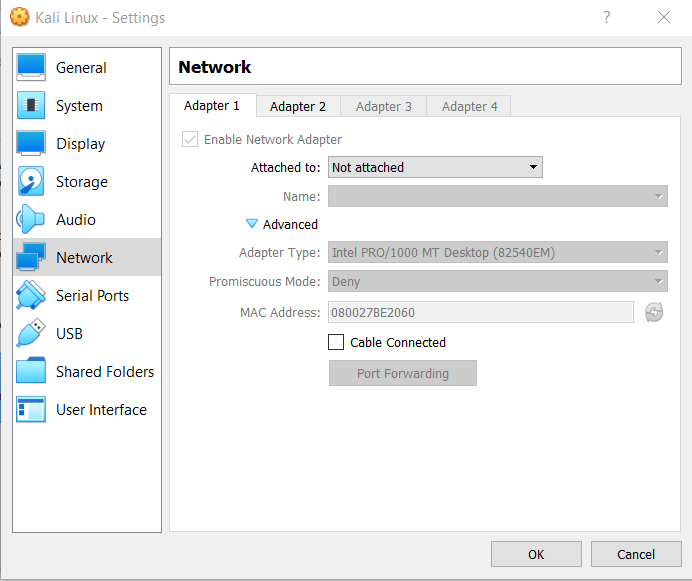 Kali Linux - Settings
?
General
System
Display
Storage
Audio
Network
Serial Ports
USB
Shared Folders
User Interface
Network
Adapter 1 Adapter 2 Adapter 3 Adapter 4
Enable Network Adapter
Attached to: Not attached
Name:
Advanced
Adapter Type: Intel PRO/1000 MT Desktop (82540EM)
Promiscuous Mode: Deny
MAC Address: 080027BE2060
Cable Connected
Port Forwarding
OK Cancel